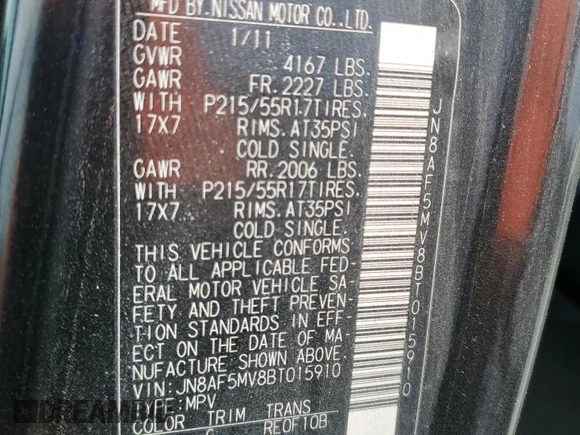 MFD BY. NISSAN MOTOR CO., LTD.
DATE 1/11
GVWR 4167 LBS.
GAWR FR. 2227 LBS.
WITH P215/55R17TIRES.
17X7 RIMS. AT35PSI
COLD SINGLE.
GAWR RR. 2006 LBS.
WITH P215/55R17TIRES.
17X7 RIMS. AT35PSI
COLD SINGLE.
THIS VEHICLE CONFORMS
TO ALL APPLICABLE FED-
ERAL MOTOR VEHICLE SA-
FETY AND THEFT PREVEN-
TION STANDARDS IN EFF-
ECT ON THE DATE OF MA-
NUFACTURE SHOWN ABOVE.
VIN: JN8AF5MV8BT015910
TYPE: MPV
COLOR TRIM TRANS
G RE0F10B
JN8AF5MV8BT015910